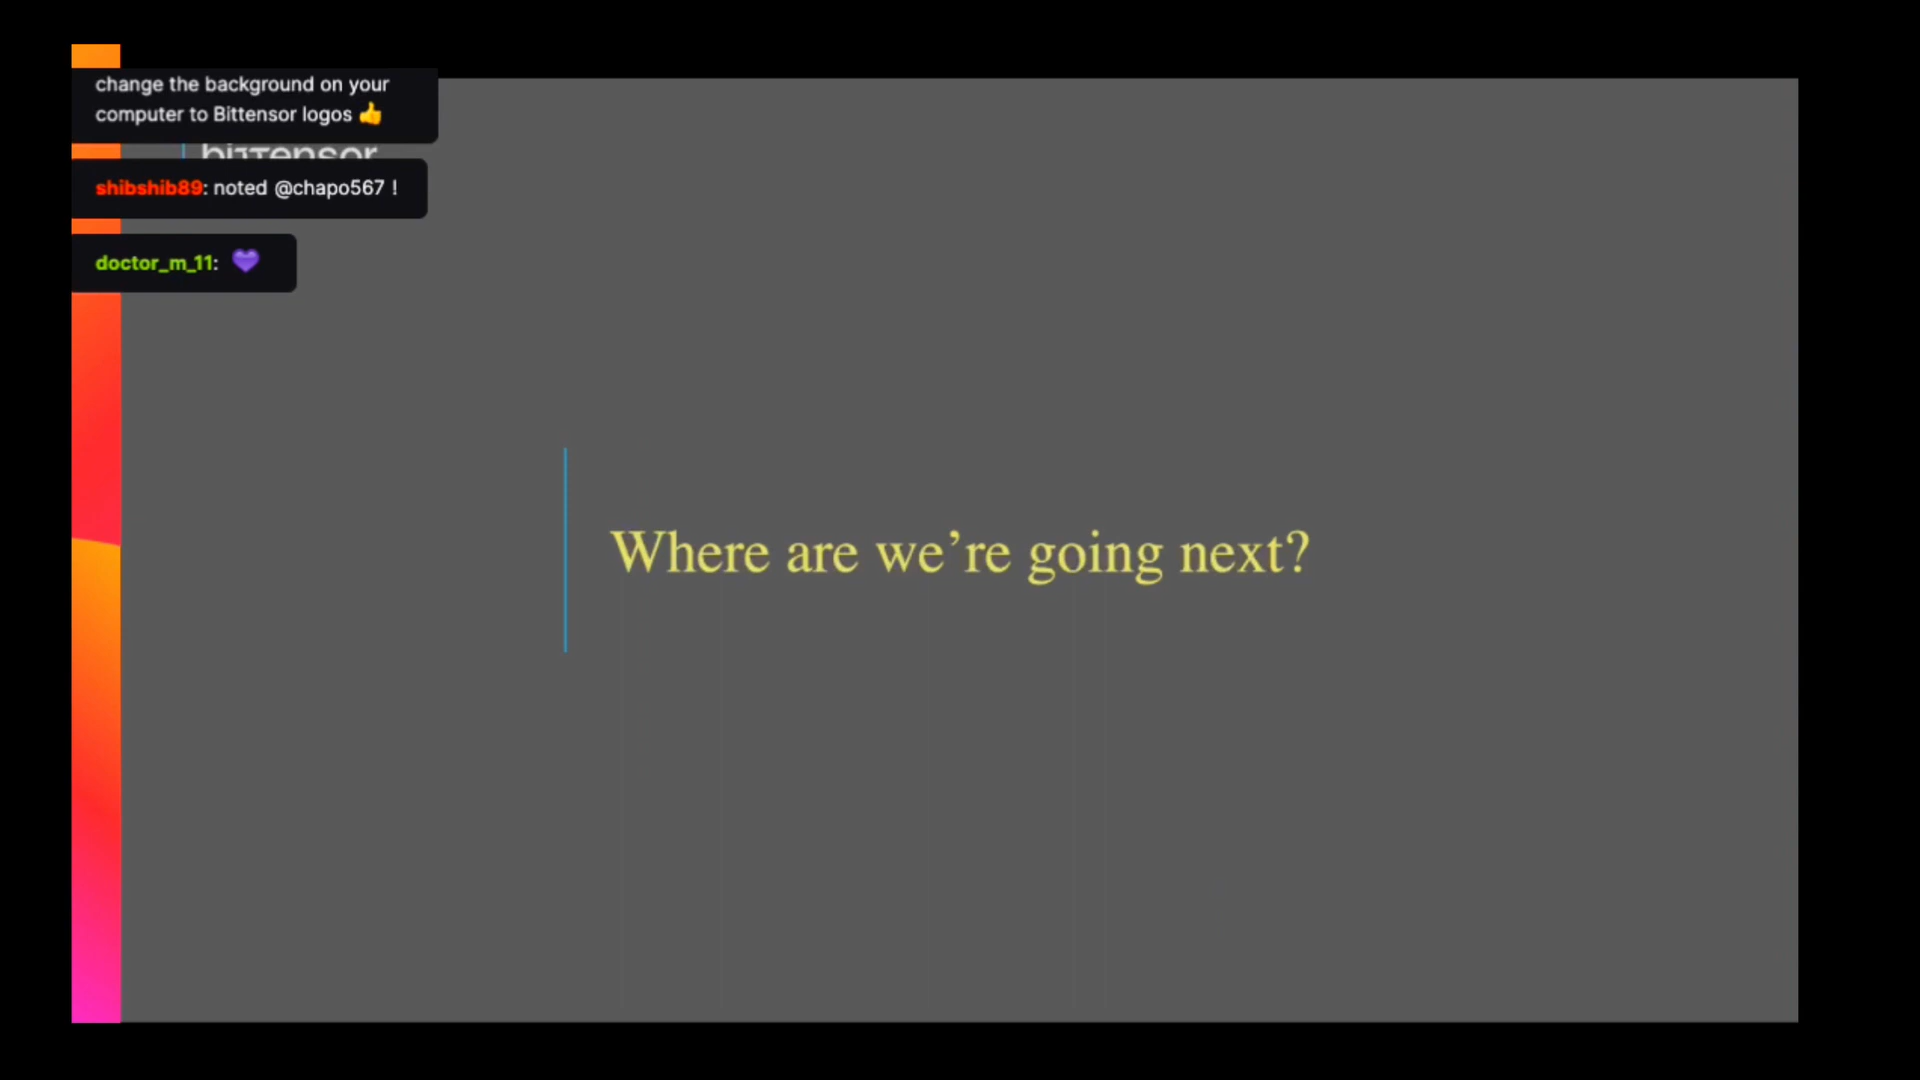 change the background on your
computer to Bittensor logos 👍
bittensor
shibshib89: noted @chapo567 !
doctor_m_11: 💜
Where are we’re going next?